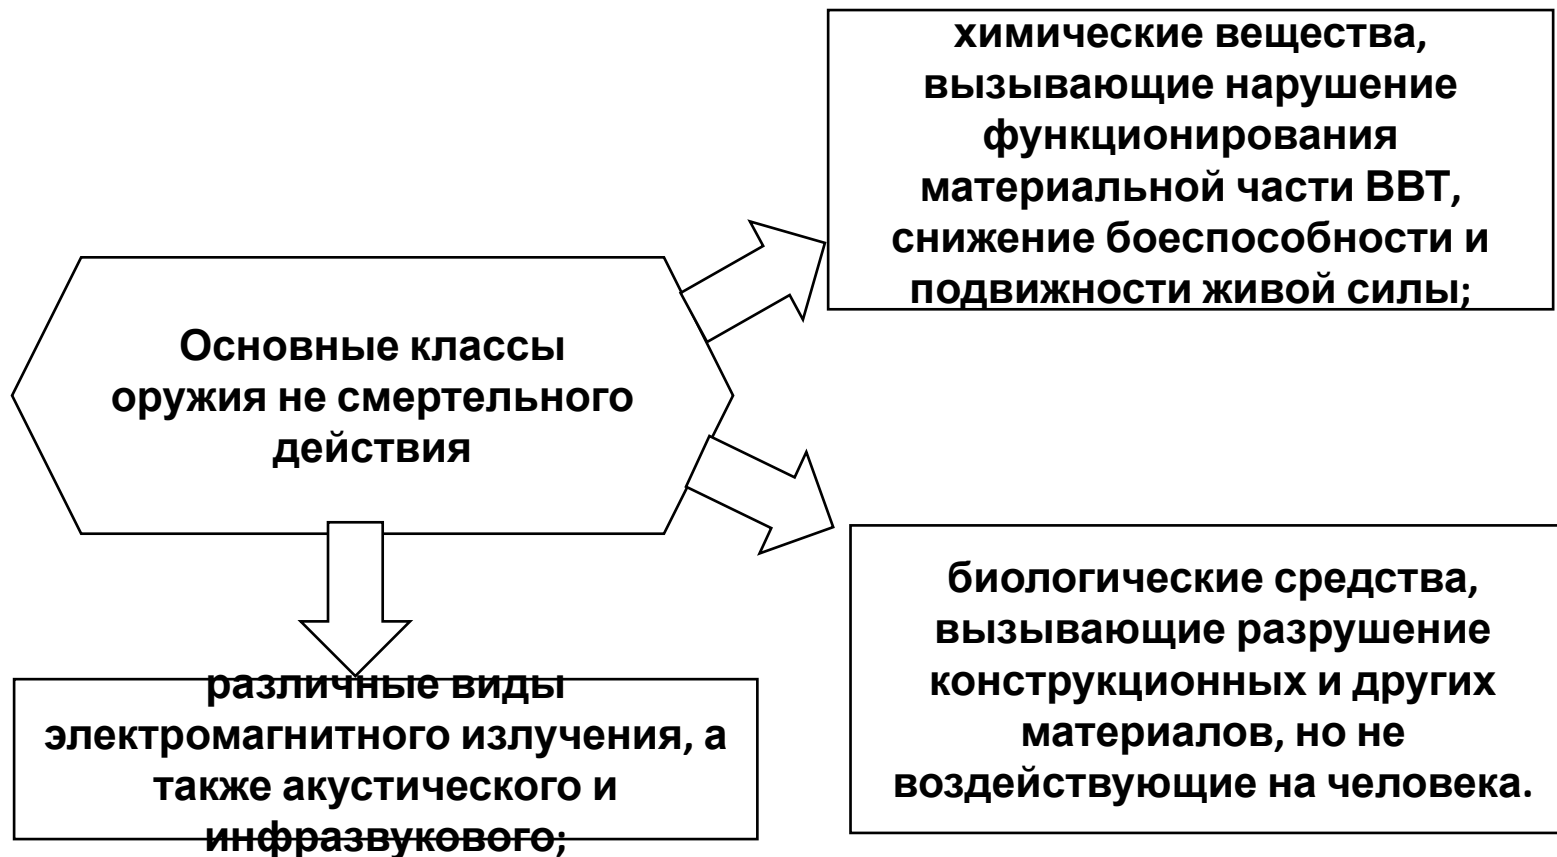 химические вещества,
вызывающие нарушение
функционирования
материальной части ВВТ,
снижение боеспособности и
подвижности живой силы;
Основные классы
оружия не смертельного
действия
биологические средства,
вызывающие разрушение
конструкционных и других
материалов, но не
воздействующие на человека.
различные виды
электромагнитного излучения, а
также акустического и
инфразвукового;